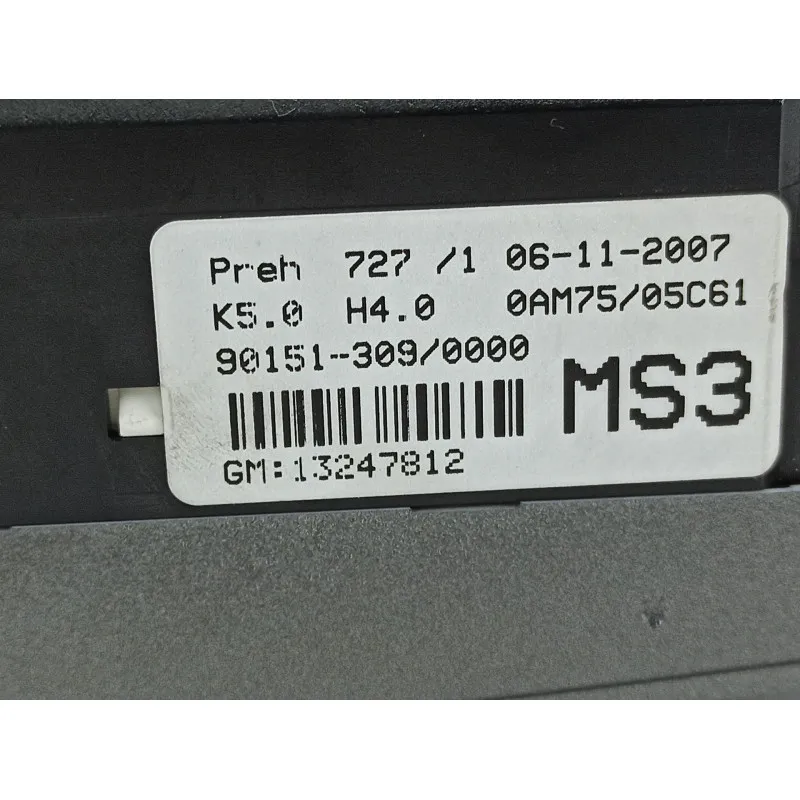 Preh 727 /1 06-11-2007
K5.0 H4.0 0AM75/05C61
90151-309/0000
MS3
GM:13247812